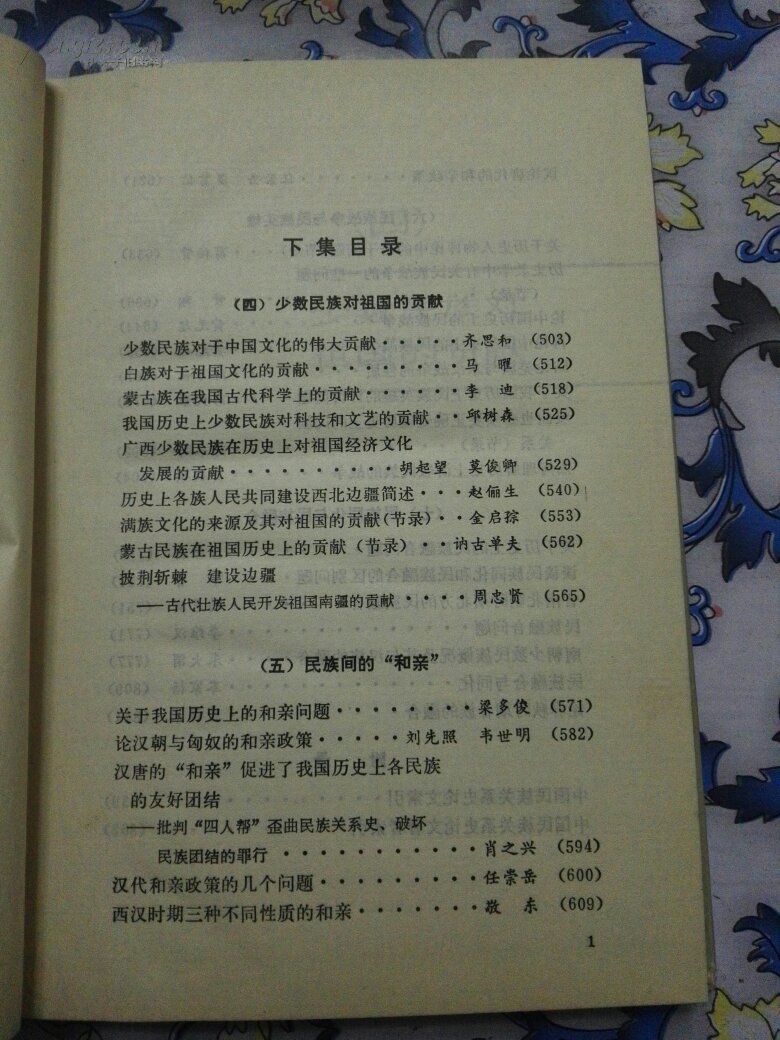 下集目录
（四）少数民族对祖国的贡献
少数民族对于中国文化的伟大贡献·····齐思和 (503)
白族对于祖国文化的贡献········马 曜 (512)
蒙古族在我国古代科学上的贡献·····李 迪 (518)
我国历史上少数民族对科技和文艺的贡献··邱树森 (525)
广西少数民族在历史上对祖国经济文化
发展的贡献··········胡起望 莫俊卿 (529)
历史上各族人民共同建设西北边疆简述···赵俪生 (540)
满族文化的来源及其对祖国的贡献(节录)··金启孮 (553)
蒙古民族在祖国历史上的贡献(节录)··讷古单夫 (562)
披荆斩棘 建设边疆
——古代壮族人民开发祖国南疆的贡献····周忠贤 (565)
（五）民族间的“和亲”
关于我国历史上的和亲问题·······梁多俊 (571)
论汉朝与匈奴的和亲政策·····刘先照 韦世明 (582)
汉唐的“和亲”促进了我国历史上各民族
的友好团结
——批判“四人帮”歪曲民族关系史、破坏
民族团结的罪行············肖之兴 (594)
汉代和亲政策的几个问题·········任崇岳 (600)
西汉时期三种不同性质的和亲·······敬 东 (609)
1